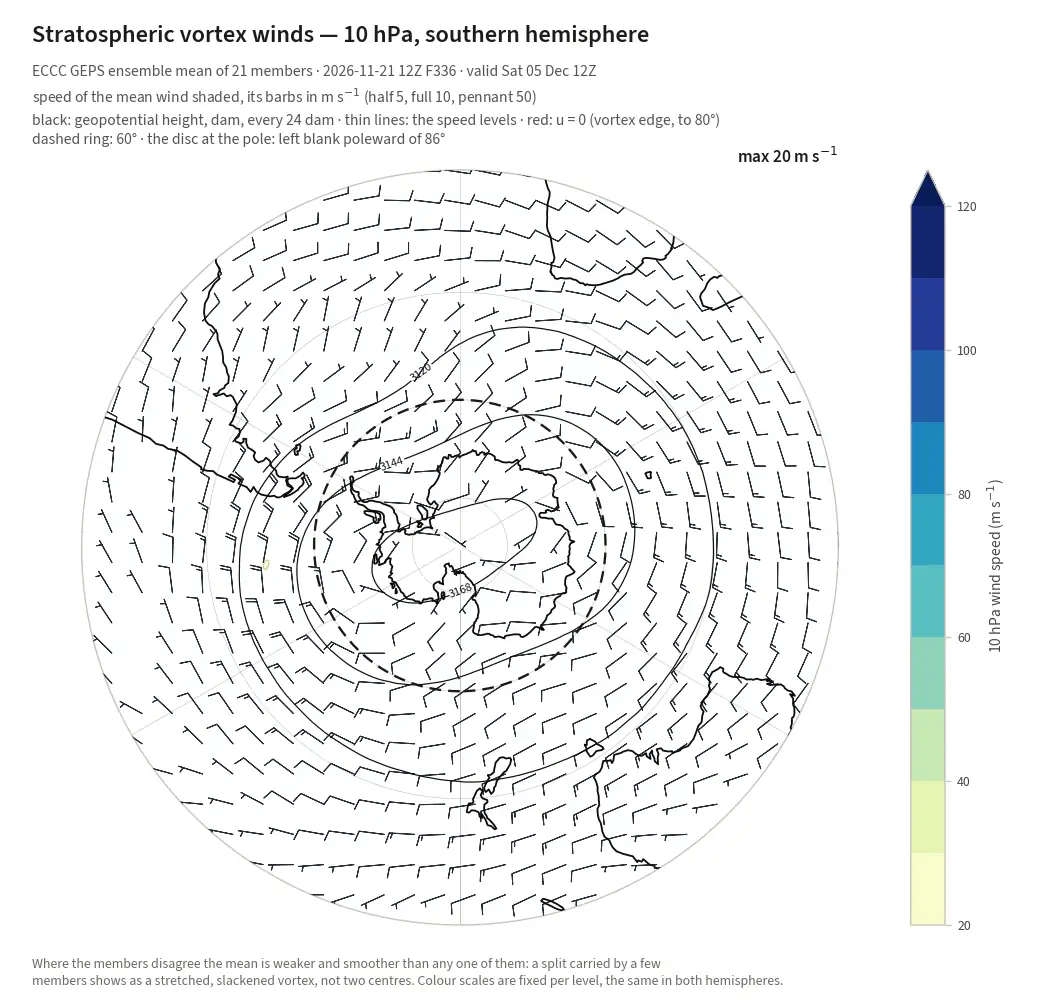 Stratospheric vortex winds — 10 hPa, southern hemisphere
ECCC GEPS ensemble mean of 21 members · 2026-11-21 12Z F336 · valid Sat 05 Dec 12Z
speed of the mean wind shaded, its barbs in m s⁻¹ (half 5, full 10, pennant 50)
black: geopotential height, dam, every 24 dam · thin lines: the speed levels · red: u = 0 (vortex edge, to 80°)
dashed ring: 60° · the disc at the pole: left blank poleward of 86°
max 20 m s⁻¹
120
100
80
60
40
20
10 hPa wind speed (m s⁻¹)
3120
3144
3168
Where the members disagree the mean is weaker and smoother than any one of them: a split carried by a few
members shows as a stretched, slackened vortex, not two centres. Colour scales are fixed per level, the same in both hemispheres.